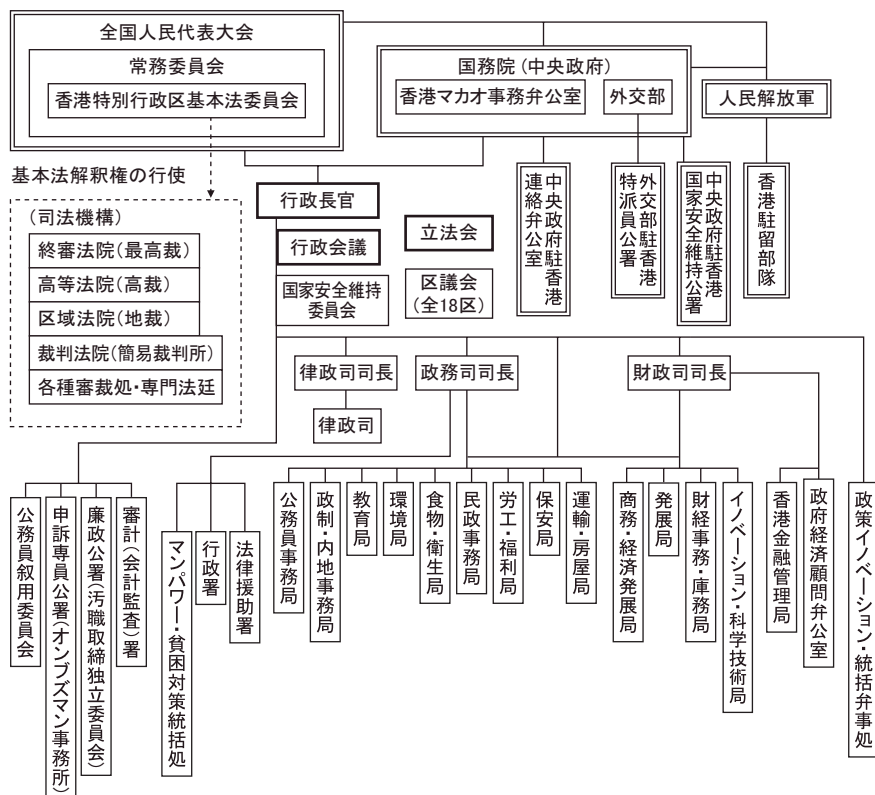 全国人民代表大会
常務委員会
香港特別行政区基本法委員会
国務院（中央政府）
香港マカオ事務弁公室
外交部
人民解放軍
基本法解釈権の行使
（司法機構）
終審法院（最高裁）
高等法院（高裁）
区域法院（地裁）
裁判法院（簡易裁判所）
各種審裁処・専門法廷
行政長官
行政会議
国家安全維持
委員会
立法会
区議会
（全18区）
中央政府駐香港
連絡弁公室
外交部駐香港
特派員公署
中央政府駐香港
国家安全維持公署
香港駐留部隊
律政司司長
律政司
政務司司長
財政司司長
公務員叙用委員会
申訴専員公署（オンブズマン事務所）
廉政公署（汚職取締独立委員会）
審計（会計監査）署
マンパワー・貧困対策統括処
行政署
法律援助署
公務員事務局
政制・内地事務局
教育局
環境局
食物・衛生局
民政事務局
労工・福利局
保安局
運輸・房屋局
商務・経済発展局
発展局
財経事務・庫務局
イノベーション・科学技術局
香港金融管理局
政府経済顧問弁公室
政策イノベーション・統括弁事処